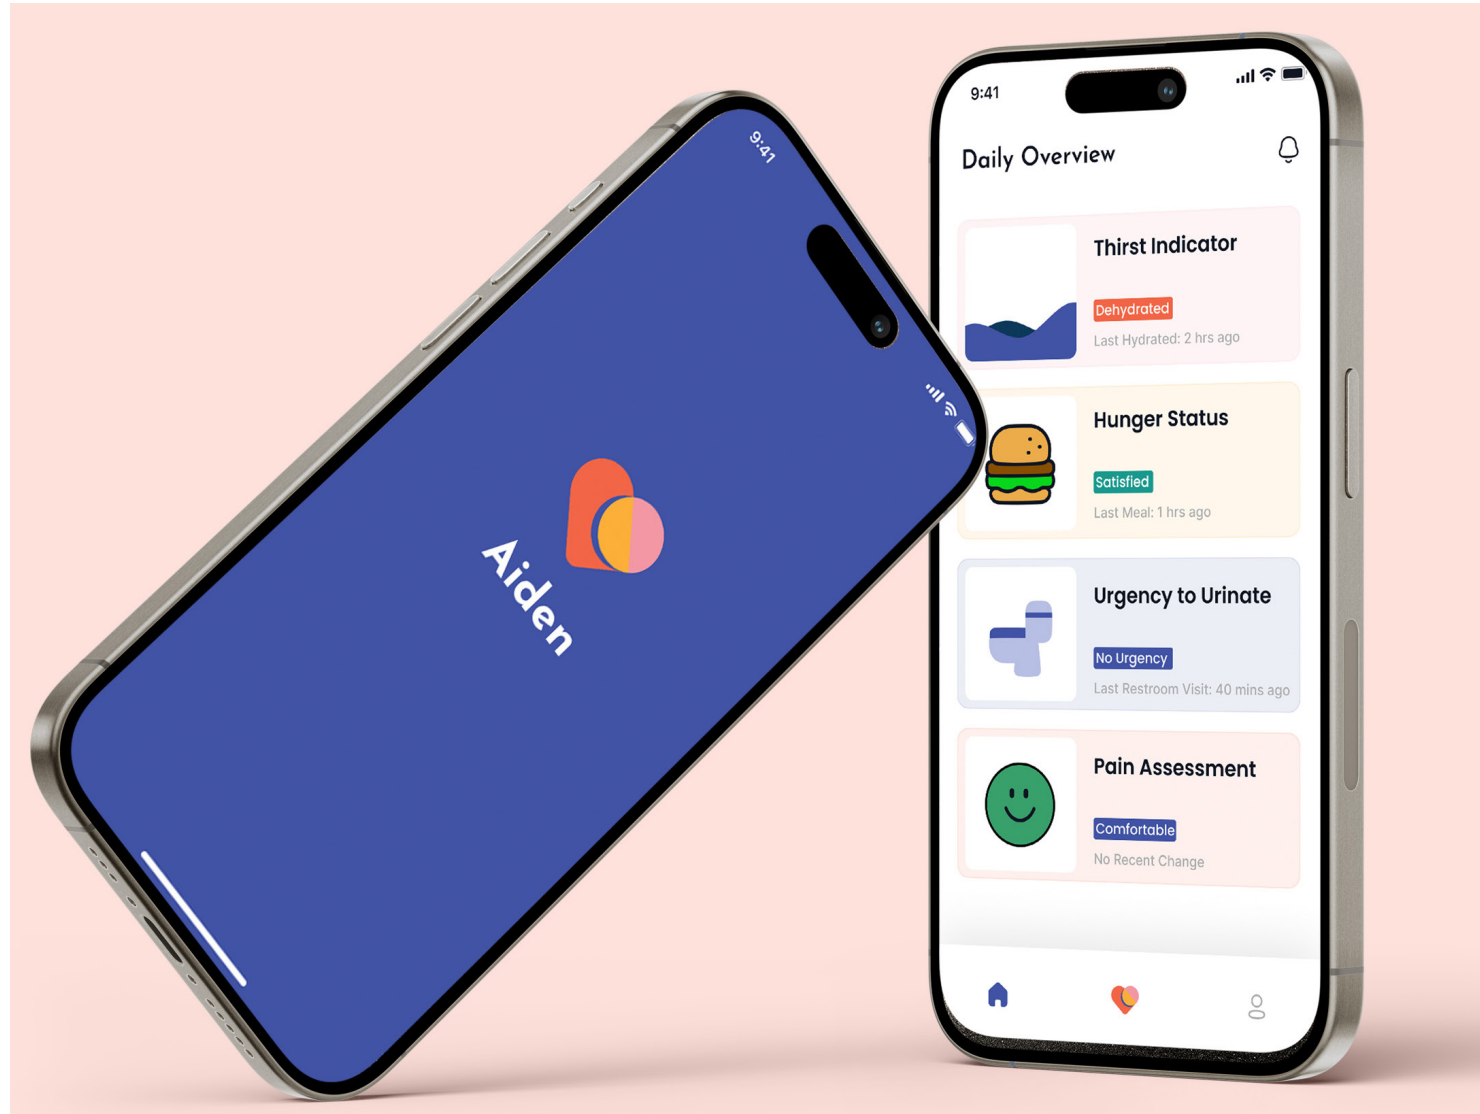 9:41
Aiden
9:41
Daily Overview
Thirst Indicator
Dehydrated
Last Hydrated: 2 hrs ago
Hunger Status
Satisfied
Last Meal: 1 hrs ago
Urgency to Urinate
No Urgency
Last Restroom Visit: 40 mins ago
Pain Assessment
Comfortable
No Recent Change